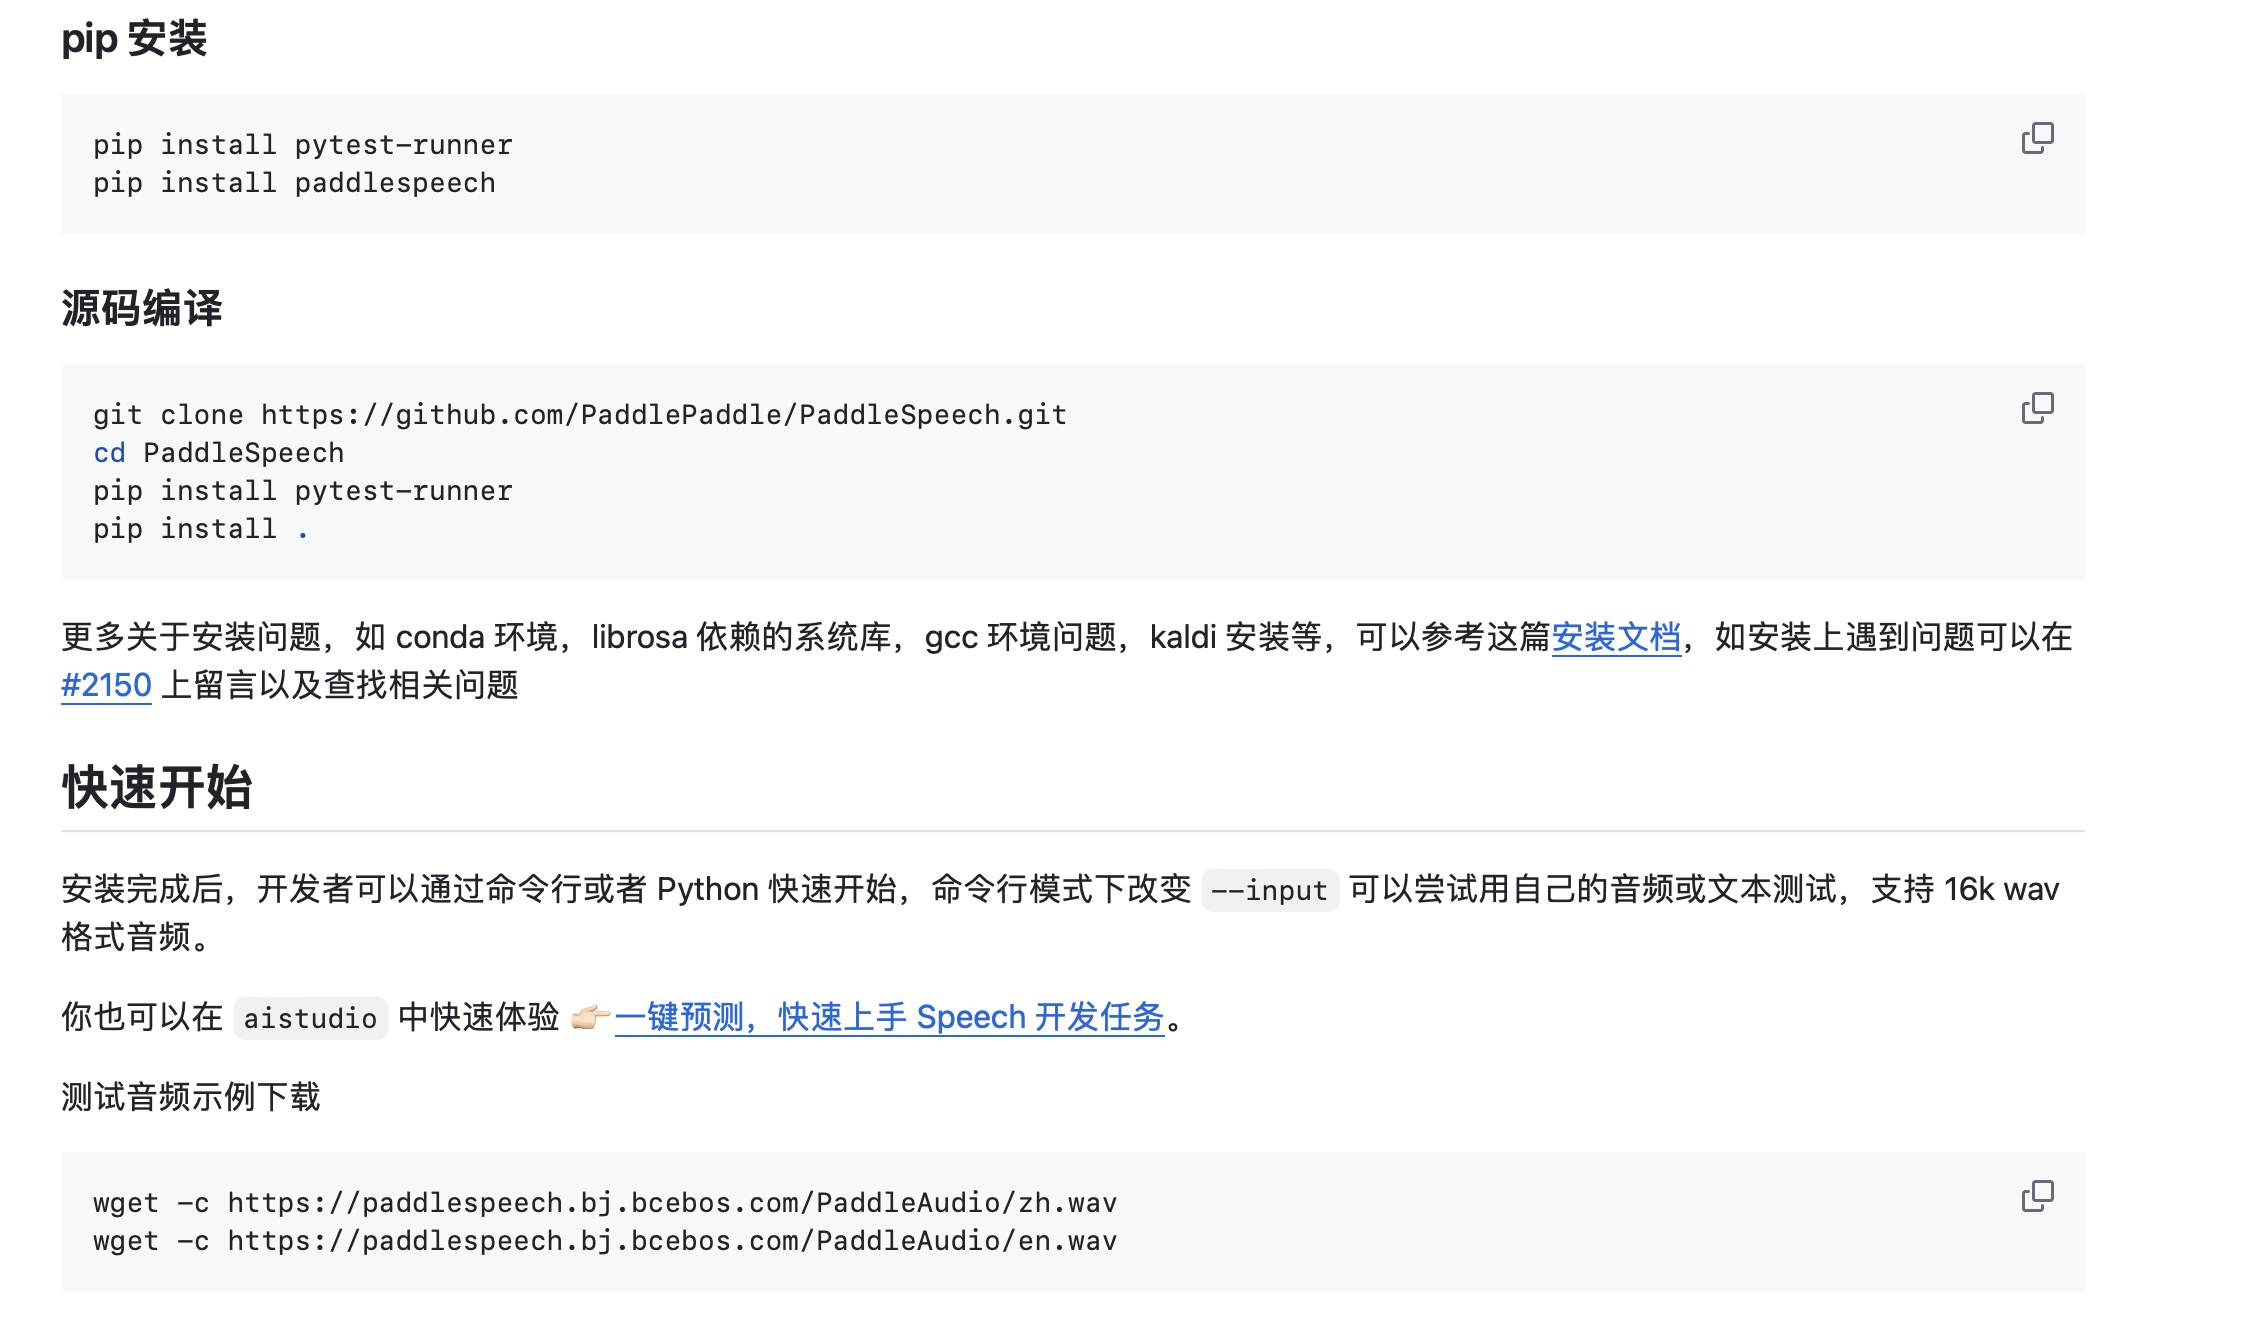 pip 安装
pip install pytest-runner
pip install paddlespeech
源码编译
git clone https://github.com/PaddlePaddle/PaddleSpeech.git
cd PaddleSpeech
pip install pytest-runner
pip install .
更多关于安装问题，如 conda 环境，librosa 依赖的系统库，gcc 环境问题，kaldi 安装等，可以参考这篇安装文档，如安装上遇到问题可以在
#2150 上留言以及查找相关问题
快速开始
安装完成后，开发者可以通过命令行或者 Python 快速开始，命令行模式下改变 --input 可以尝试用自己的音频或文本测试，支持 16k wav
格式音频。
你也可以在 aistudio 中快速体验 👉🏻一键预测，快速上手 Speech 开发任务。
测试音频示例下载
wget -c https://paddlespeech.bj.bcebos.com/PaddleAudio/zh.wav
wget -c https://paddlespeech.bj.bcebos.com/PaddleAudio/en.wav